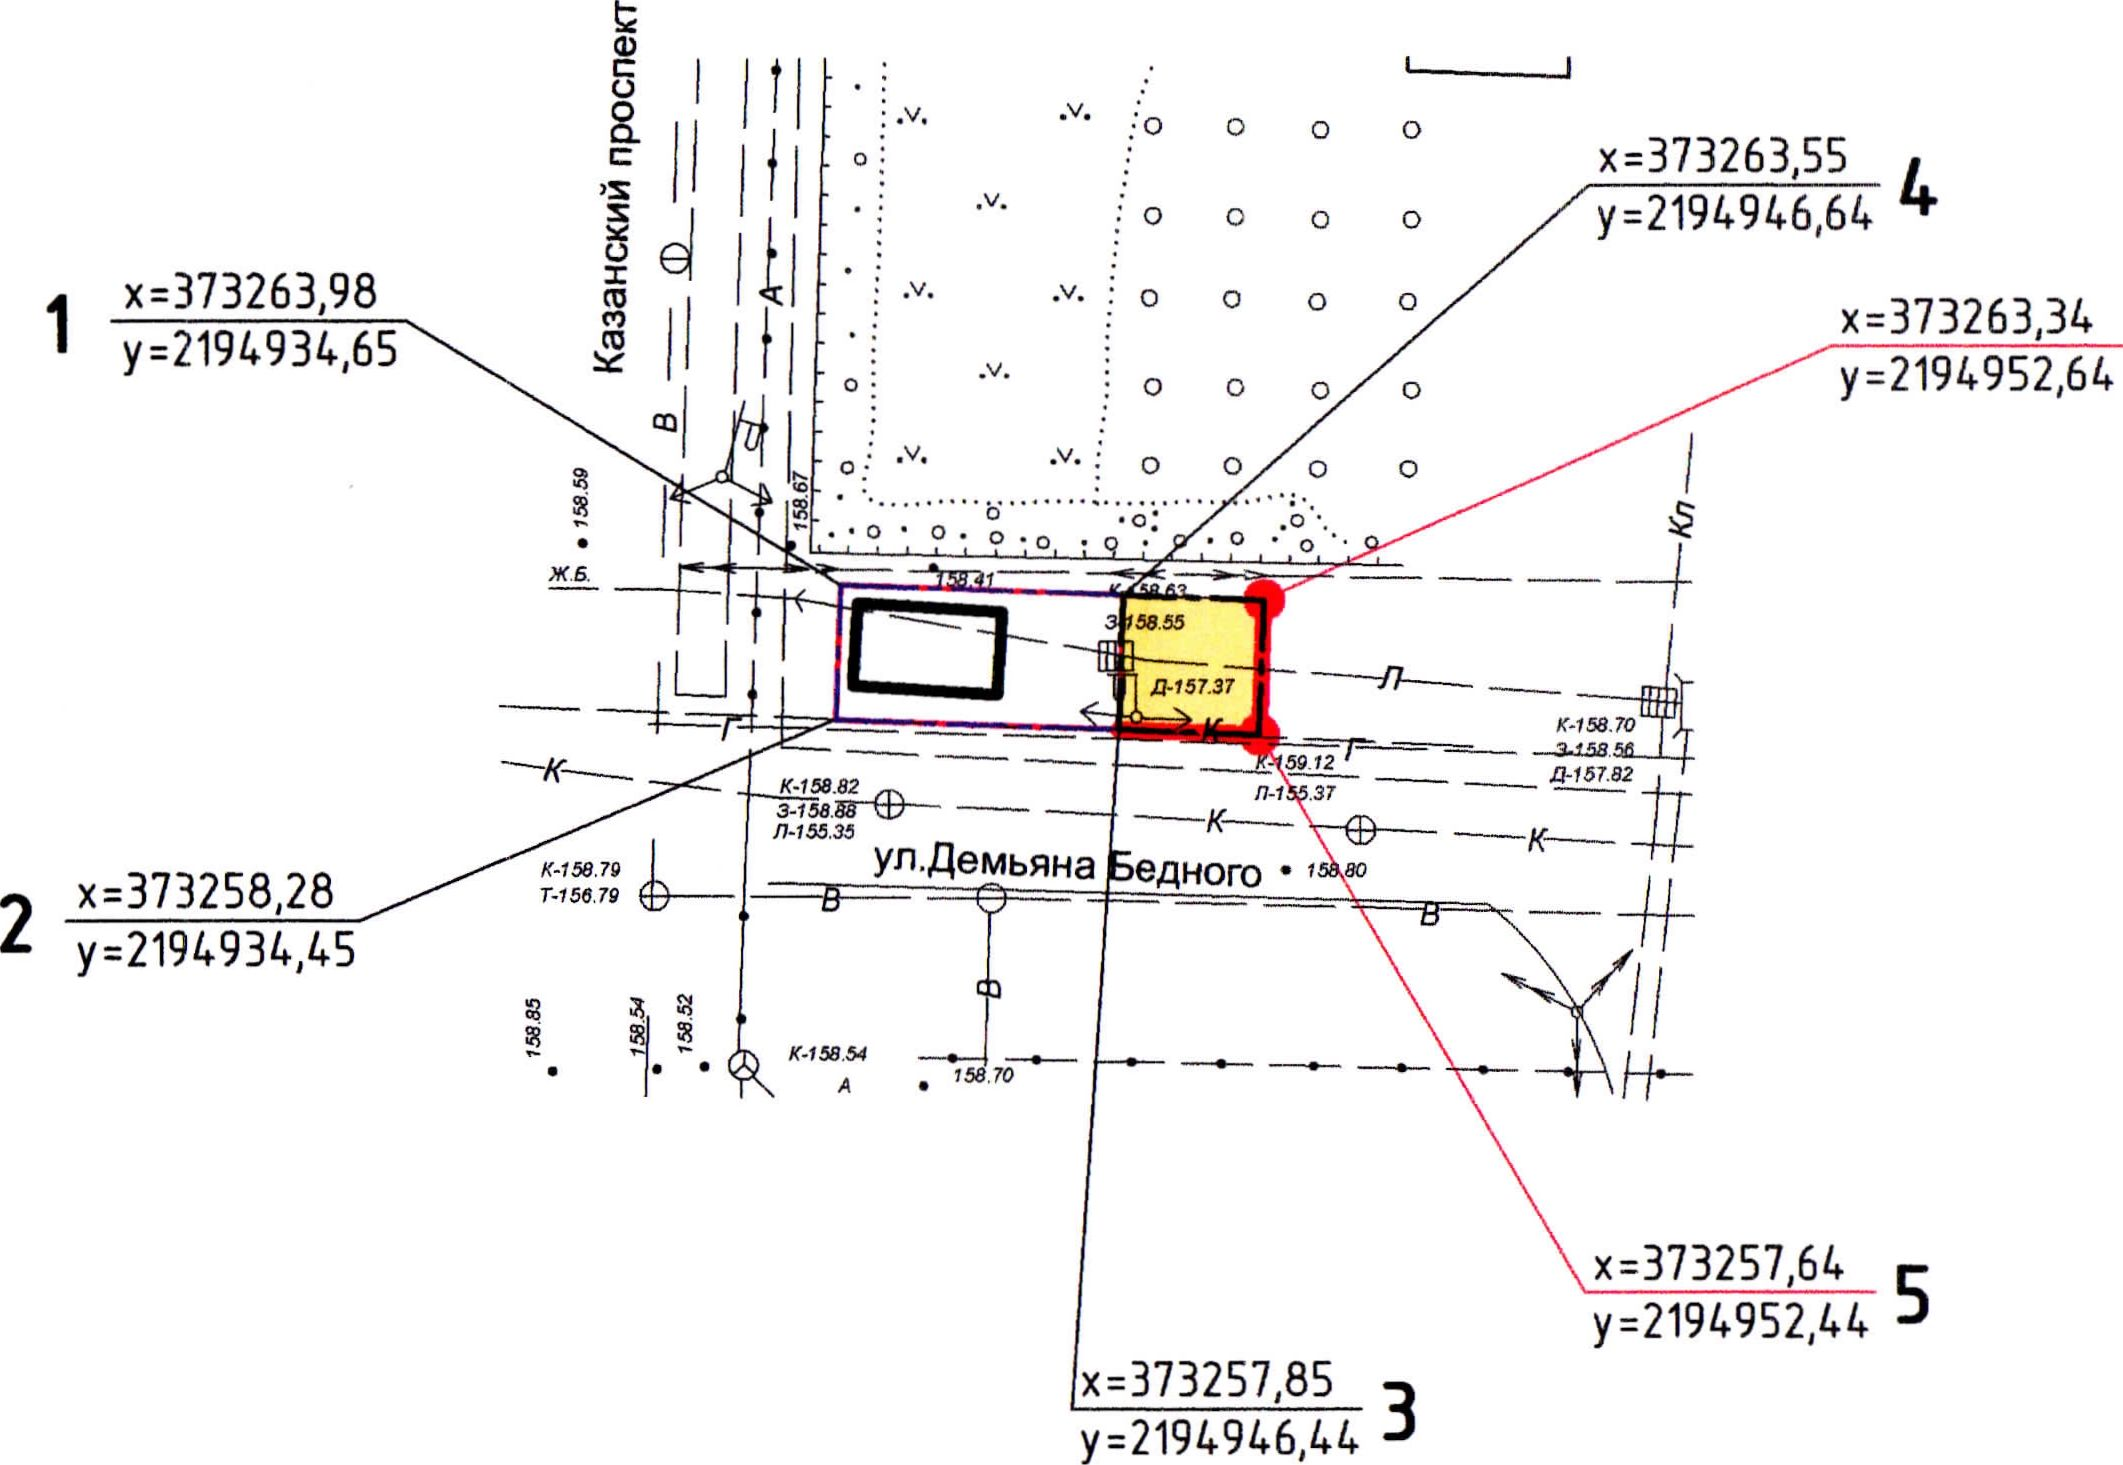 Казанский проспект
x=373263,55
y=2194946,64
4
x=373263,98
y=2194934,65
1
x=373263,34
y=2194952,64
А
В
158.59
158.67
Кл
Ж.Б.
158.41
К-158.63
З-158.55
Д-157.37
Л
К
Г
Г
К-158.70
З-158.56
Д-157.82
К-159.12
Л-155.37
К
К-158.82
З-158.88
Л-155.35
К
К
ул.Демьяна Бедного
158.80
К-158.79
Т-156.79
В
В
x=373258,28
y=2194934,45
2
В
158.85
158.54
158.52
К-158.54
А
158.70
x=373257,64
y=2194952,44
5
x=373257,85
y=2194946,44
3